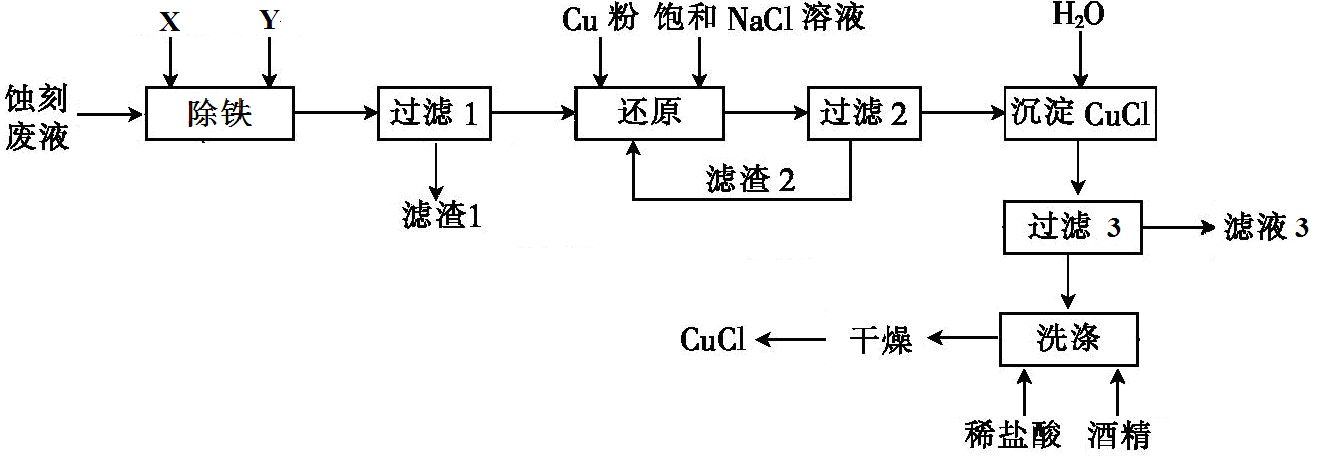 X
Y
Cu 粉 饱和 NaCl 溶液
H₂O
蚀刻
废液
除铁
过滤 1
还原
过滤 2
沉淀 CuCl
滤渣 2
滤渣1
过滤 3
滤液 3
CuCl
干燥
洗涤
稀盐酸
酒精